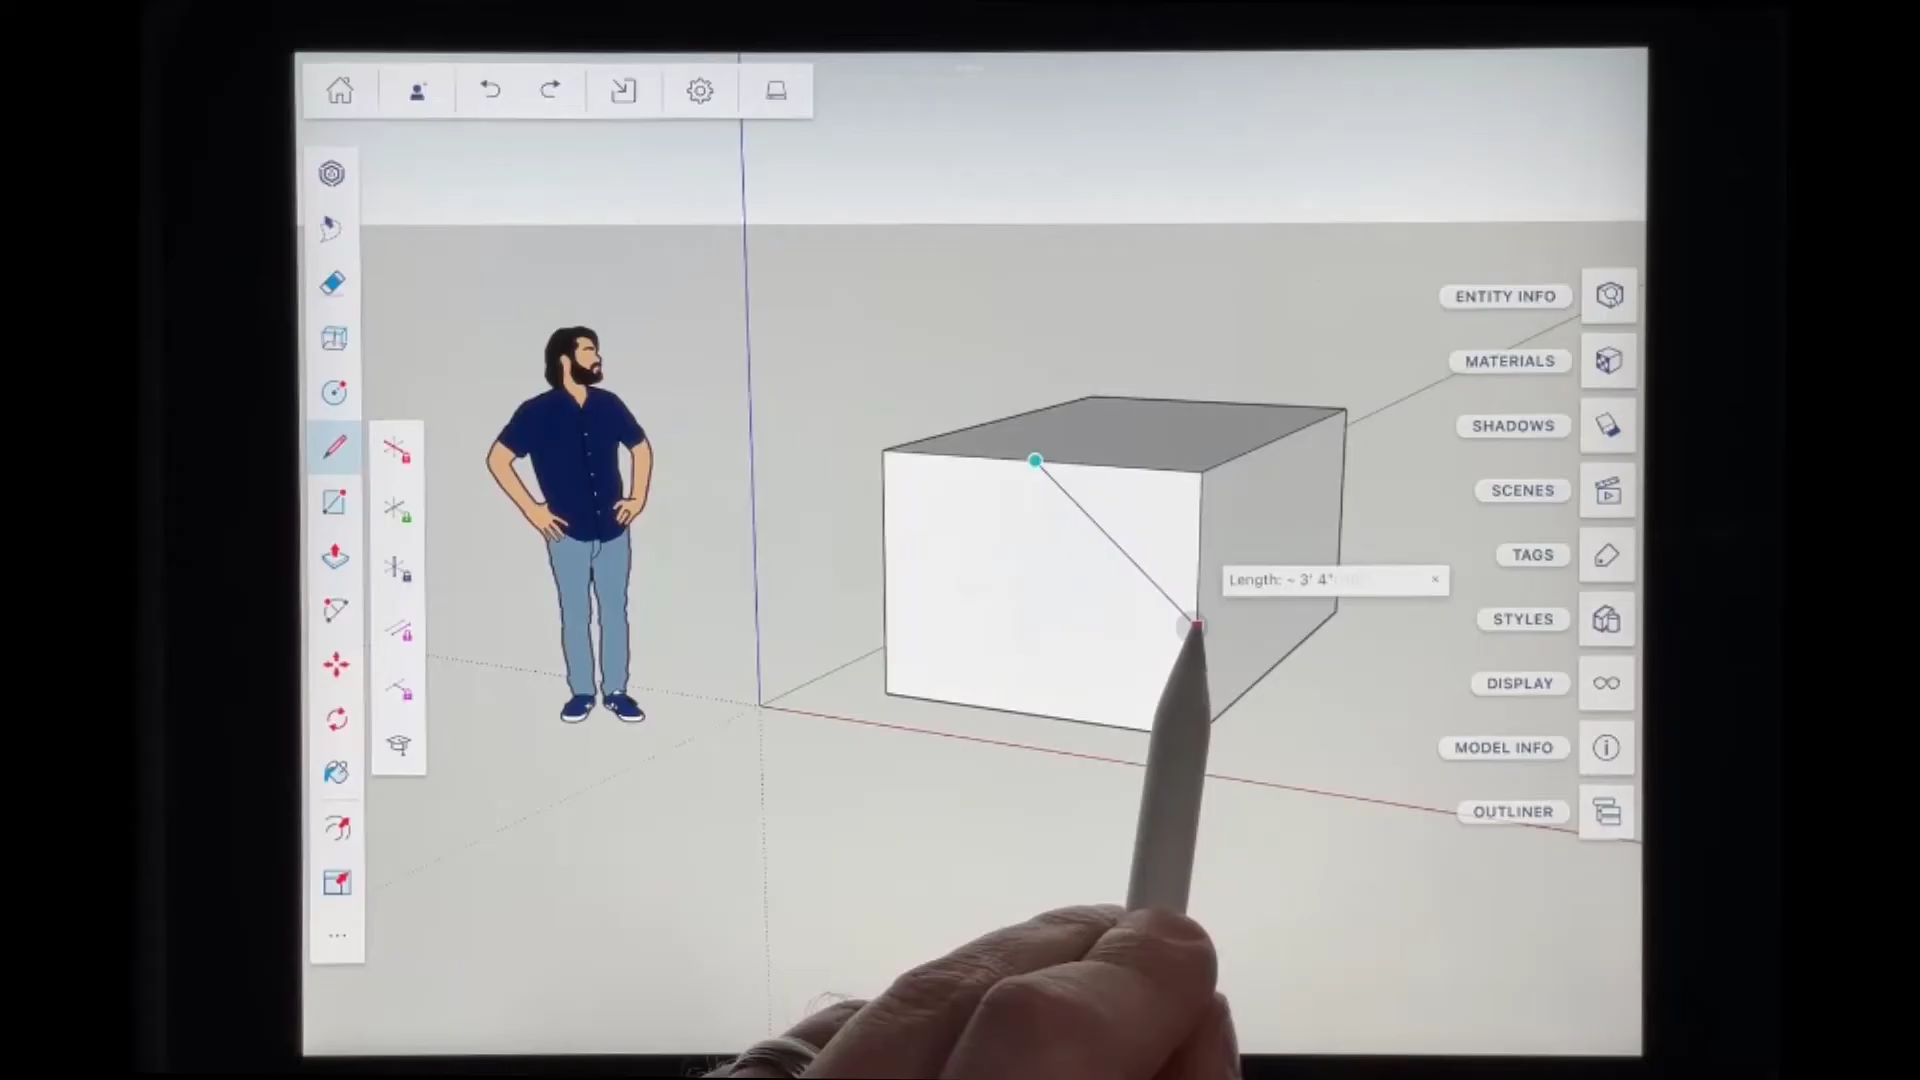 ENTITY INFO
MATERIALS
SHADOWS
SCENES
TAGS
Length: ~ 3' 4"
STYLES
DISPLAY
MODEL INFO
OUTLINER